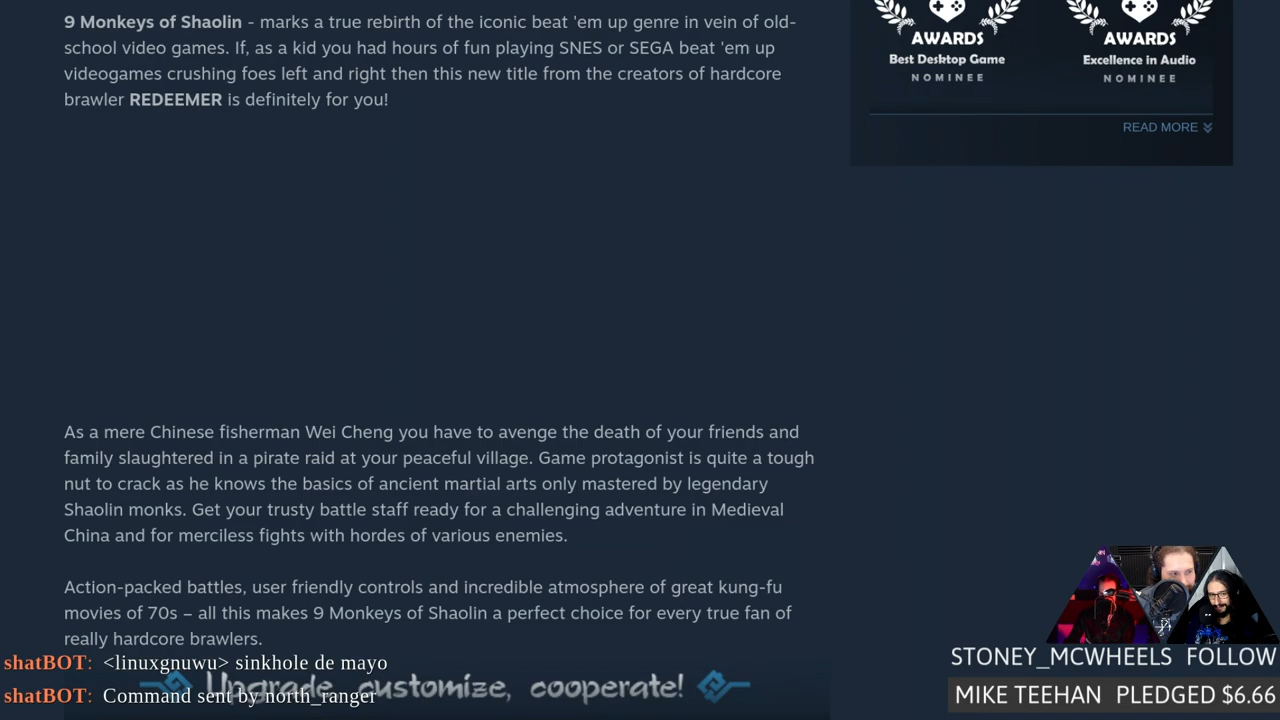 9 Monkeys of Shaolin - marks a true rebirth of the iconic beat 'em up genre in vein of old-
school video games. If, as a kid you had hours of fun playing SNES or SEGA beat 'em up
videogames crushing foes left and right then this new title from the creators of hardcore
brawler REDEEMER is definitely for you!
AWARDS
Best Desktop Game
NOMINEE
AWARDS
Excellence in Audio
NOMINEE
READ MORE
As a mere Chinese fisherman Wei Cheng you have to avenge the death of your friends and
family slaughtered in a pirate raid at your peaceful village. Game protagonist is quite a tough
nut to crack as he knows the basics of ancient martial arts only mastered by legendary
Shaolin monks. Get your trusty battle staff ready for a challenging adventure in Medieval
China and for merciless fights with hordes of various enemies.
Action-packed battles, user friendly controls and incredible atmosphere of great kung-fu
movies of 70s – all this makes 9 Monkeys of Shaolin a perfect choice for every true fan of
really hardcore brawlers.
Upgrade, customize, cooperate!
shatBOT: <linuxgnuwu> sinkhole de mayo
shatBOT: Command sent by north_ranger
STONEY_MCWHEELS FOLLOW
MIKE TEEHAN PLEDGED $6.66